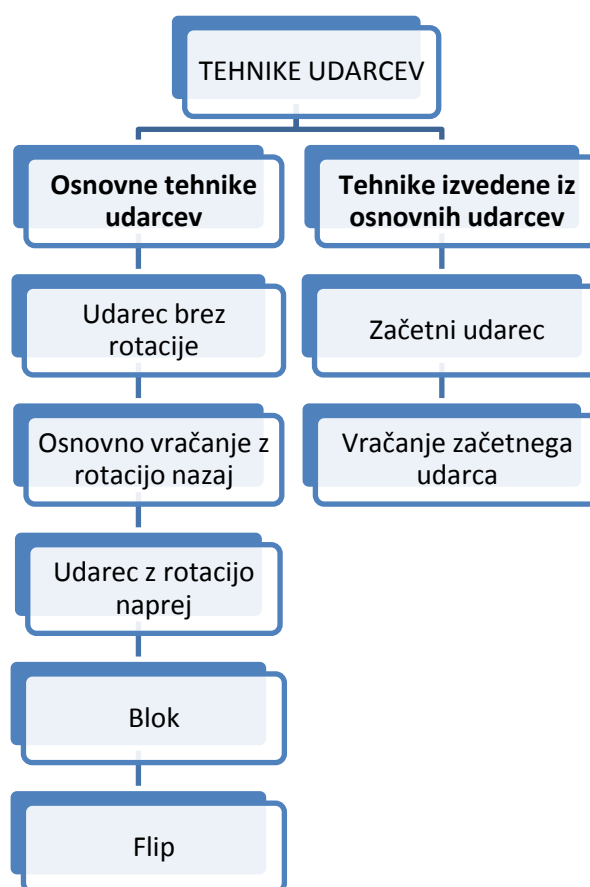 TEHNIKE UDARCEV
Osnovne tehnike
udarcev
Udarec brez
rotacije
Osnovno vračanje z
rotacijo nazaj
Udarec z rotacijo
naprej
Blok
Flip
Tehnike izvedene iz
osnovnih udarcev
Začetni udarec
Vračanje začetnega
udarca